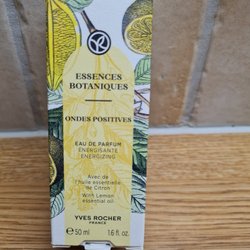 YR
ESSENCES
BOTANIQUES
ONDES POSITIVES
EAU DE PARFUM
ÉNERGISANTE
ENERGIZING
Avec de
l'huile essentielle
de Citron
With Lemon
essential oil
YVES ROCHER
FRANCE
e 50 ml 1.6 fl. oz.